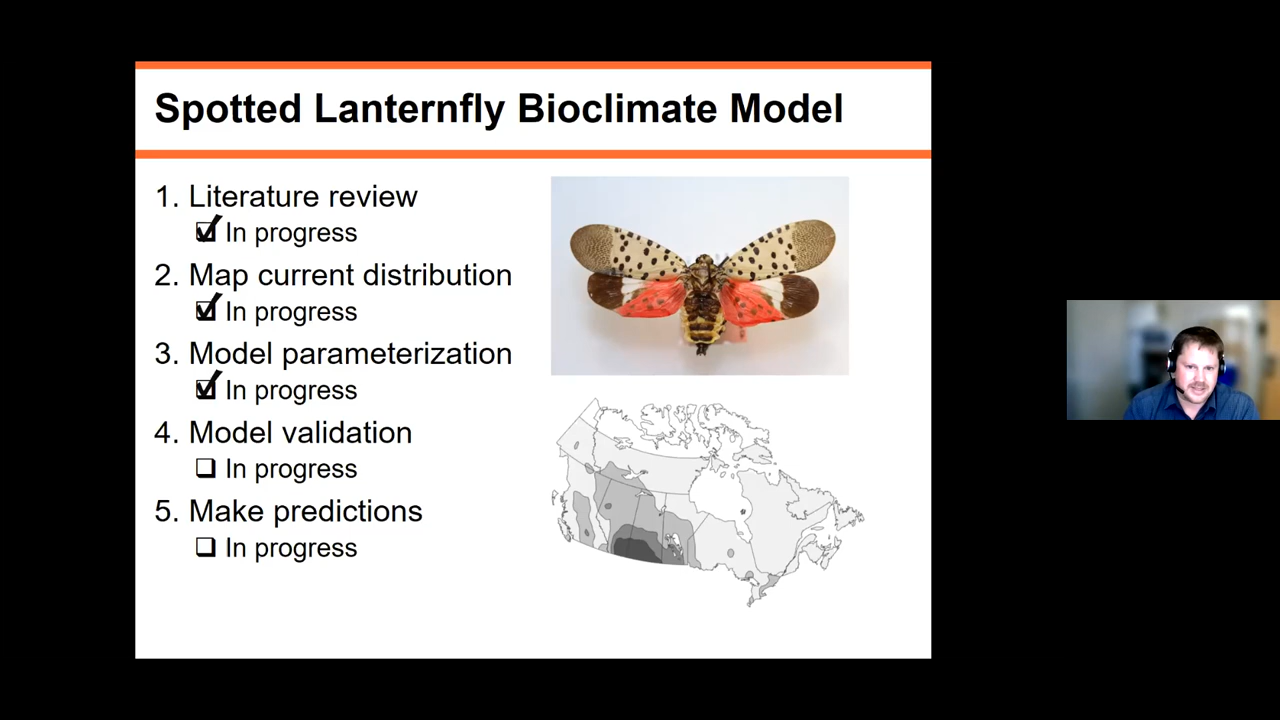 Spotted Lanternfly Bioclimate Model
1. Literature review
In progress
2. Map current distribution
In progress
3. Model parameterization
In progress
4. Model validation
In progress
5. Make predictions
In progress